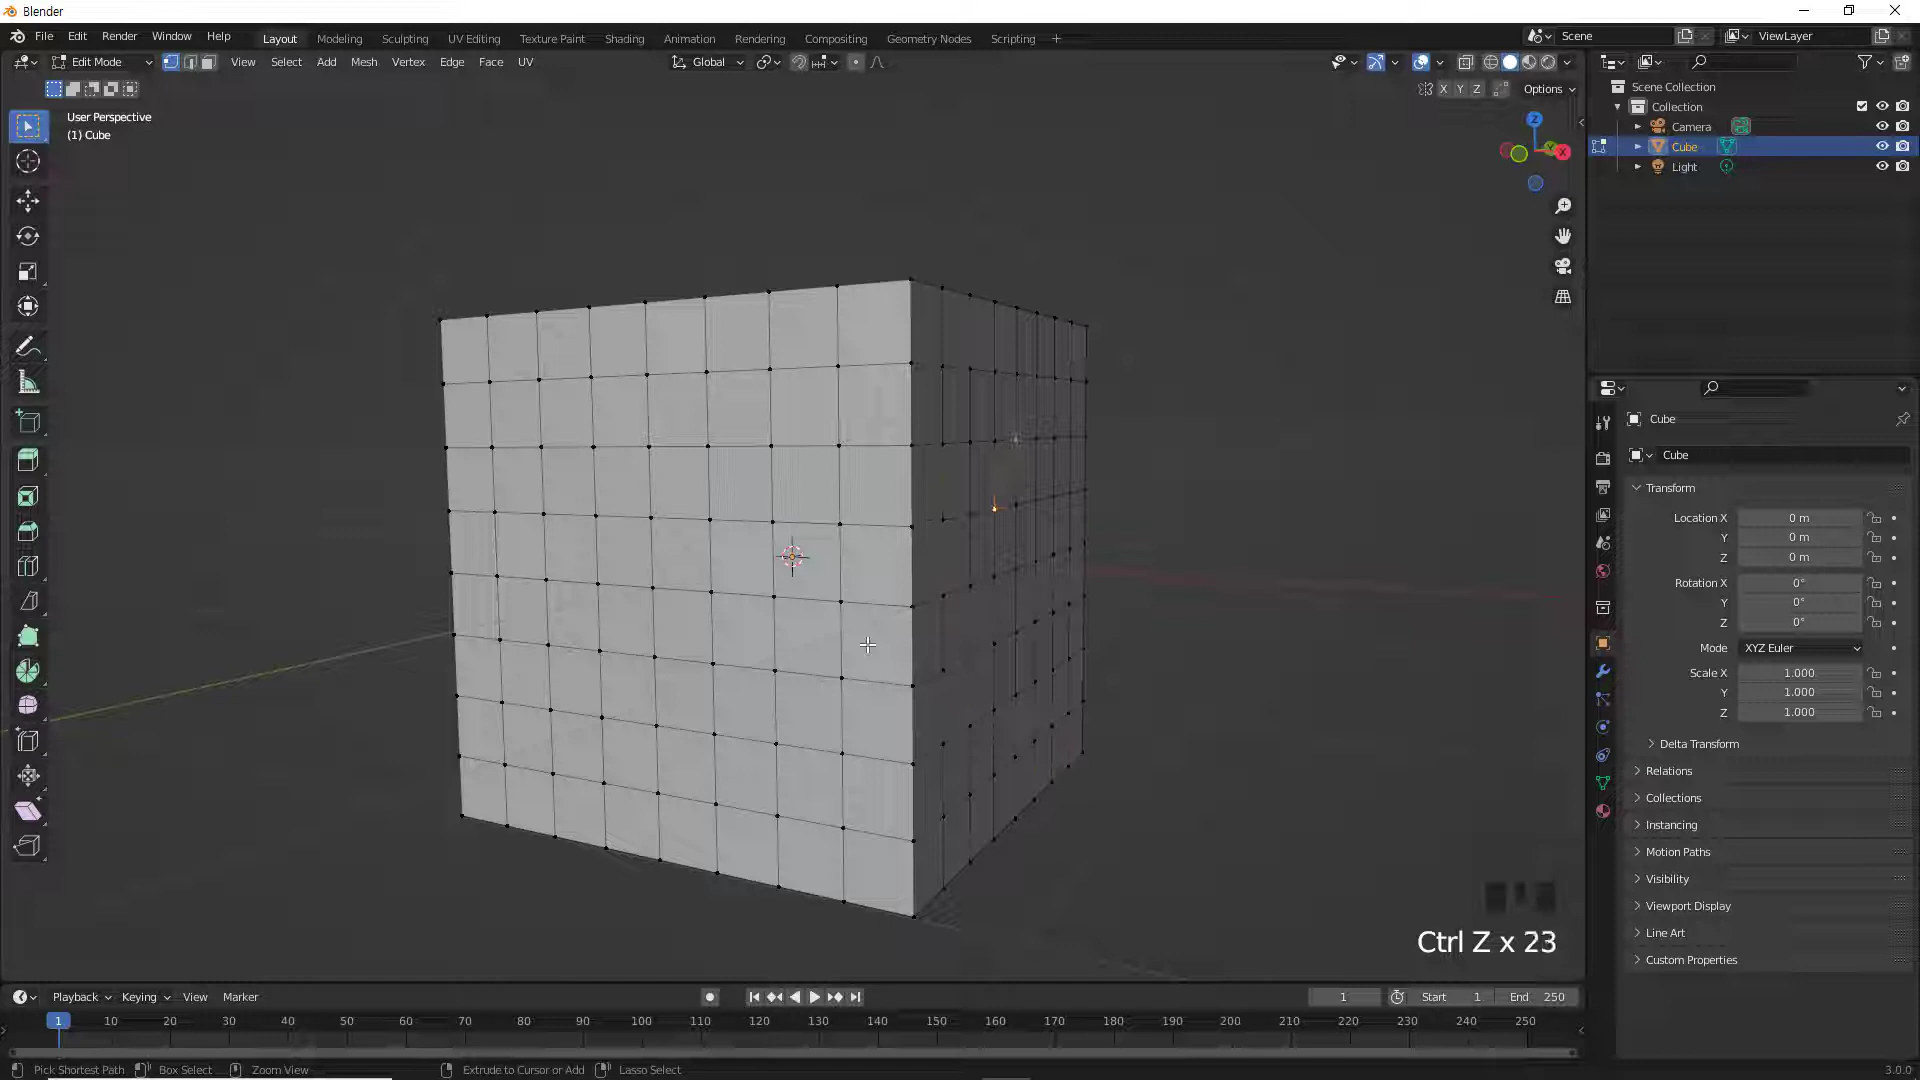 Blender
File Edit Render Window Help Layout Modeling Sculpting UV Editing Texture Paint Shading Animation Rendering Compositing Geometry Nodes Scripting + Scene ViewLayer
Edit Mode View Select Add Mesh Vertex Edge Face UV Global
X Y Z Options
User Perspective
(1) Cube
Z
Y
X
Scene Collection
Collection
Camera
Cube
Light
Cube
Cube
Transform
Location X 0 m
Y 0 m
Z 0 m
Rotation X 0°
Y 0°
Z 0°
Mode XYZ Euler
Scale X 1.000
Y 1.000
Z 1.000
Delta Transform
Relations
Collections
Instancing
Motion Paths
Visibility
Viewport Display
Line Art
Custom Properties
Ctrl Z x 23
Playback Keying View Marker 1 Start 1 End 250
1 10 20 30 40 50 60 70 80 90 100 110 120 130 140 150 160 170 180 190 200 210 220 230 240 250
Pick Shortest Path Box Select Zoom View Extrude to Cursor or Add Lasso Select 3.0.0